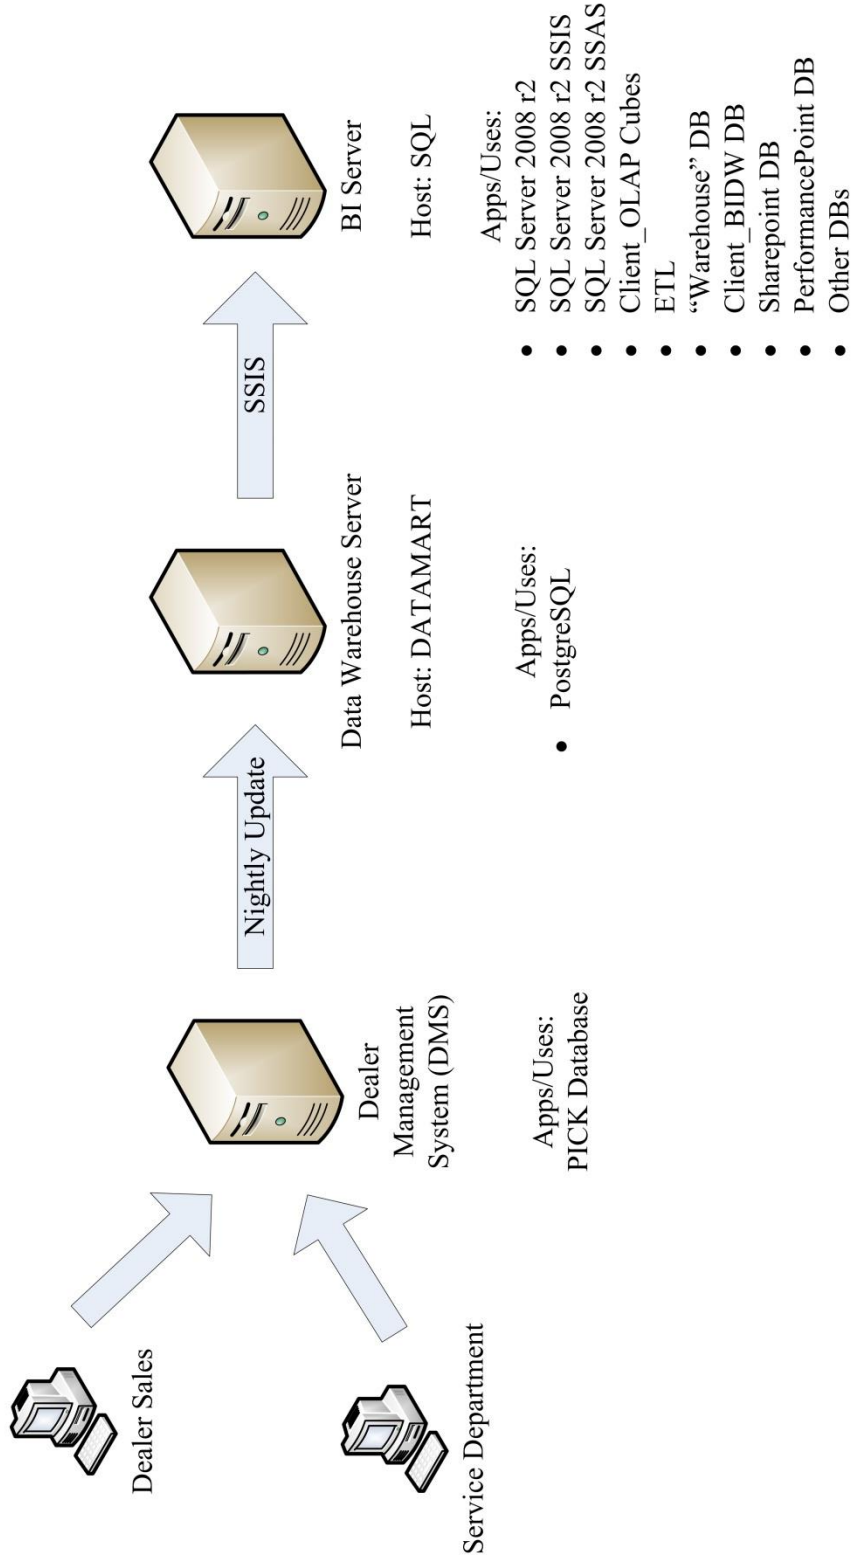 Dealer Sales
Service Department
Dealer
Management
System (DMS)
Apps/Uses:
PICK Database
Nightly Update
Data Warehouse Server
Host: DATAMART
Apps/Uses:
• PostgreSQL
SSIS
BI Server
Host: SQL
Apps/Uses:
• SQL Server 2008 r2
• SQL Server 2008 r2 SSIS
• SQL Server 2008 r2 SSAS
• Client_OLAP Cubes
• ETL
• “Warehouse” DB
• Client_BIDW DB
• Sharepoint DB
• PerformancePoint DB
• Other DBs